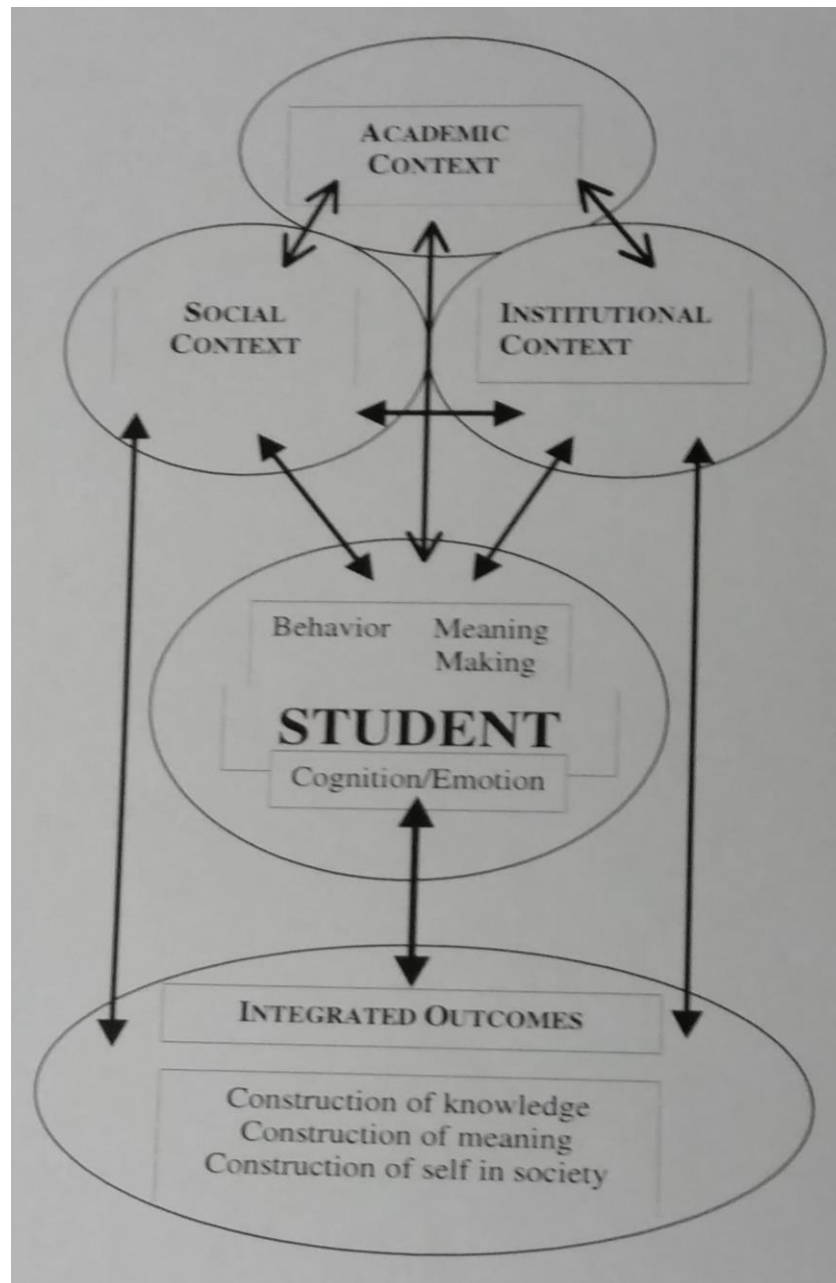 ACADEMIC
CONTEXT
SOCIAL
CONTEXT
INSTITUTIONAL
CONTEXT
Behavior
Meaning
Making
STUDENT
Cognition/Emotion
INTEGRATED OUTCOMES
Construction of knowledge
Construction of meaning
Construction of self in society